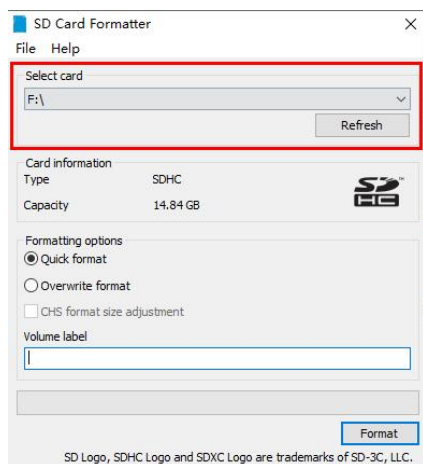 SD Card Formatter
File Help
Select card
F:\
Refresh
Card information
Type SDHC
Capacity 14.84 GB
SD HC
Formatting options
Quick format
Overwrite format
CHS format size adjustment
Volume label
Format
SD Logo, SDHC Logo and SDXC Logo are trademarks of SD-3C, LLC.